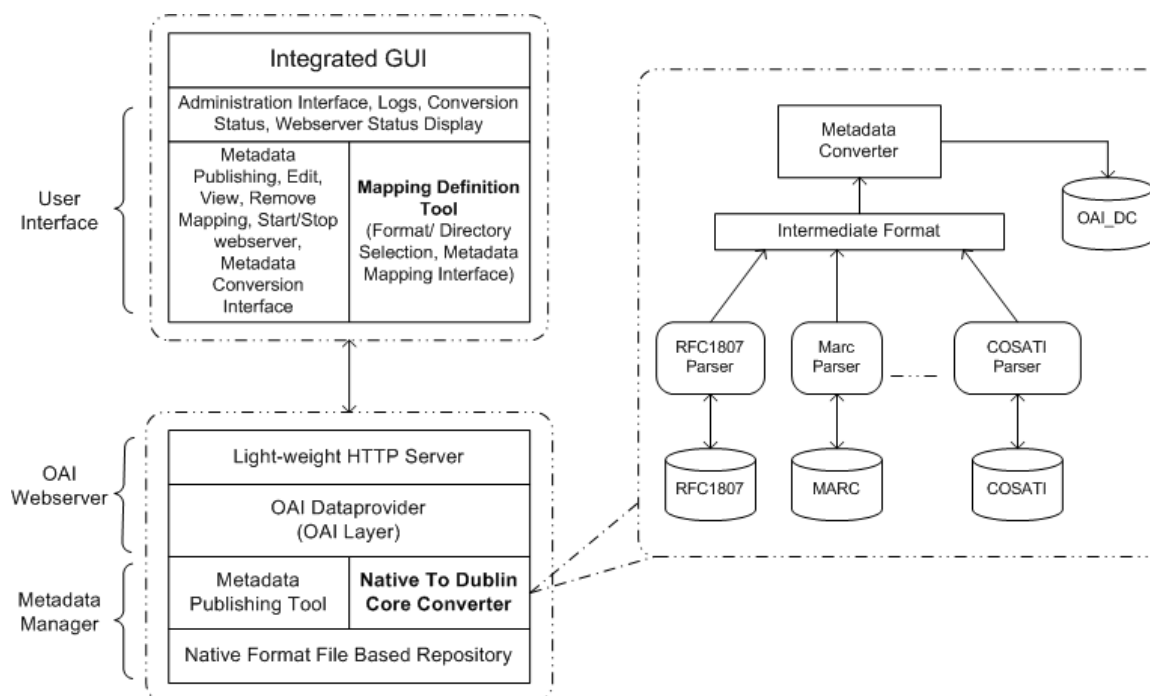 Integrated GUI
Administration Interface, Logs, Conversion
Status, Webserver Status Display
Metadata
Publishing, Edit,
View, Remove
Mapping, Start/Stop
webserver,
Metadata
Conversion
Interface
Mapping Definition
Tool
(Format/ Directory
Selection, Metadata
Mapping Interface)
User
Interface
OAI
Webserver
Light-weight HTTP Server
OAI Dataprovider
(OAI Layer)
Metadata
Manager
Metadata
Publishing Tool
Native To Dublin
Core Converter
Native Format File Based Repository
Metadata
Converter
OAI_DC
Intermediate Format
RFC1807
Parser
Marc
Parser
COSATI
Parser
RFC1807
MARC
COSATI